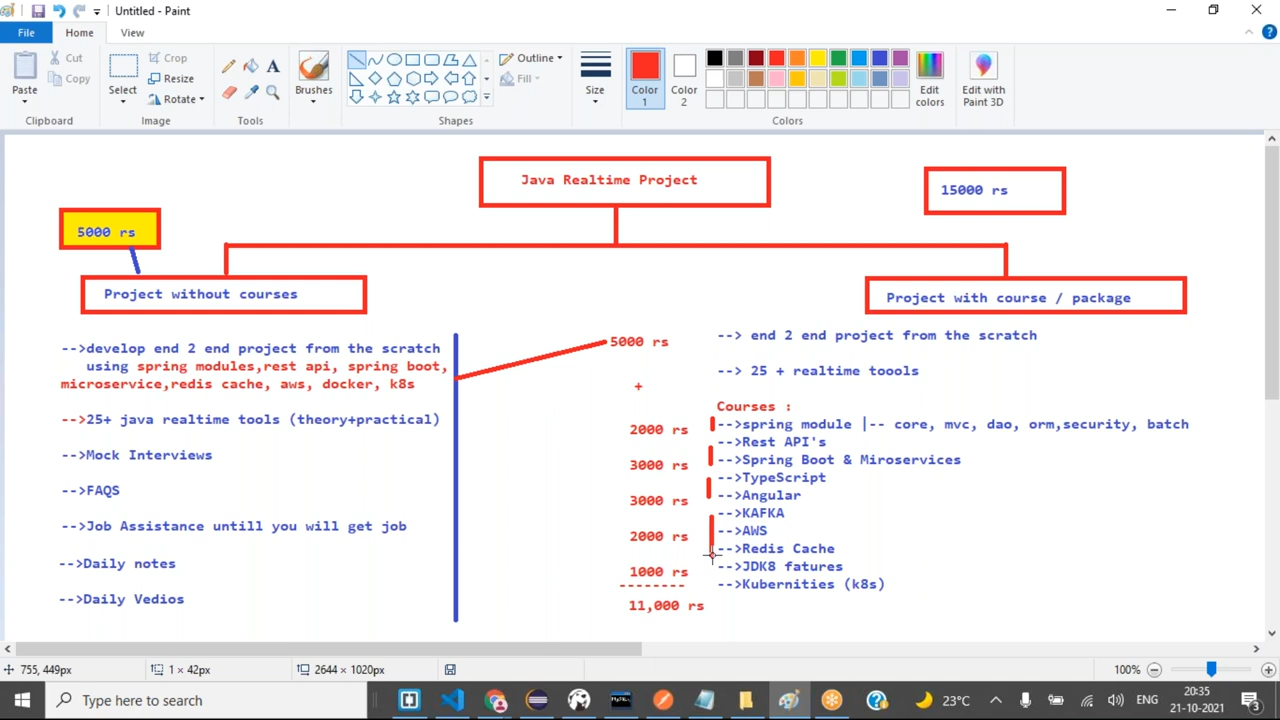 Untitled - Paint
File
Home
View
Paste
Cut
Copy
Clipboard
Select
Crop
Resize
Rotate
Image
Tools
Brushes
Shapes
Outline
Fill
Size
Color 1
Color 2
Edit colors
Colors
Edit with Paint 3D
Java Realtime Project
15000 rs
5000 rs
Project without courses
Project with course / package
-->develop end 2 end project from the scratch
using spring modules,rest api, spring boot,
microservice,redis cache, aws, docker, k8s
-->25+ java realtime tools (theory+practical)
-->Mock Interviews
-->FAQS
-->Job Assistance untill you will get job
-->Daily notes
-->Daily Vedios
5000 rs
+
2000 rs
3000 rs
3000 rs
2000 rs
1000 rs
--------
11,000 rs
--> end 2 end project from the scratch
--> 25 + realtime toools
Courses :
-->spring module |-- core, mvc, dao, orm,security, batch
-->Rest API's
-->Spring Boot & Miroservices
-->TypeScript
-->Angular
-->KAFKA
-->AWS
-->Redis Cache
-->JDK8 fatures
-->Kubernities (k8s)
755, 449px
1 × 42px
2644 × 1020px
100%
Type here to search
23°C
ENG
20:35
21-10-2021
3